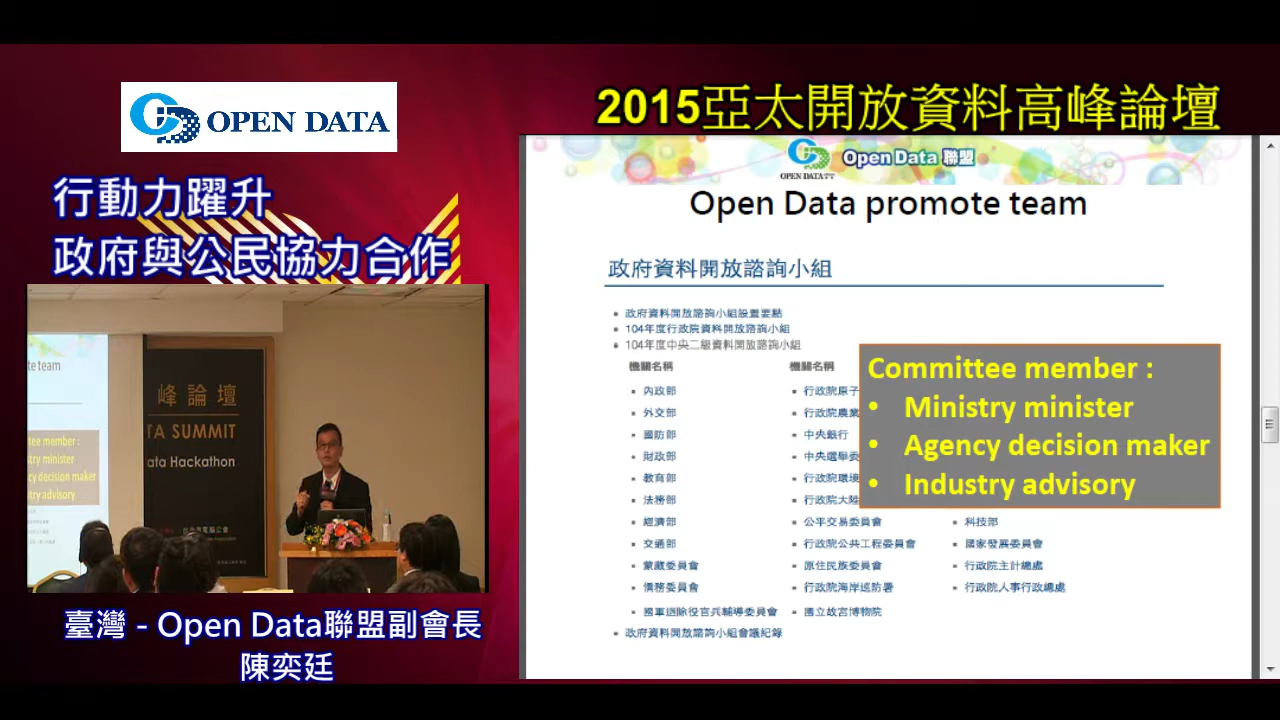 OPEN DATA
2015亞太開放資料高峰論壇
行動力躍升
政府與公民協力合作
OPEN DATA
Open Data 聯盟
Open Data promote team
政府資料開放諮詢小組
• 政府資料開放諮詢小組設置要點
• 104年度行政院資料開放諮詢小組
• 104年度中央二級資料開放諮詢小組
機關名稱 機關名稱
▪ 內政部 ▪ 行政院原子
▪ 外交部 ▪ 行政院農業
▪ 國防部 ▪ 中央銀行
▪ 財政部 ▪ 中央選舉委
▪ 教育部 ▪ 行政院環境
▪ 法務部 ▪ 行政院大陸
▪ 經濟部 ▪ 公平交易委員會 ▪ 科技部
▪ 交通部 ▪ 行政院公共工程委員會 ▪ 國家發展委員會
▪ 蒙藏委員會 ▪ 原住民族委員會 ▪ 行政院主計總處
▪ 僑務委員會 ▪ 行政院海岸巡防署 ▪ 行政院人事行政總處
▪ 國軍退除役官兵輔導委員會 ▪ 國立故宮博物院
• 政府資料開放諮詢小組會議紀錄
Committee member :
• Ministry minister
• Agency decision maker
• Industry advisory
te team
tee member :
try minister
cy decision maker
try advisory
峰論壇
TA SUMMIT
ata Hackathon
臺灣 - Open Data聯盟副會長
陳奕廷